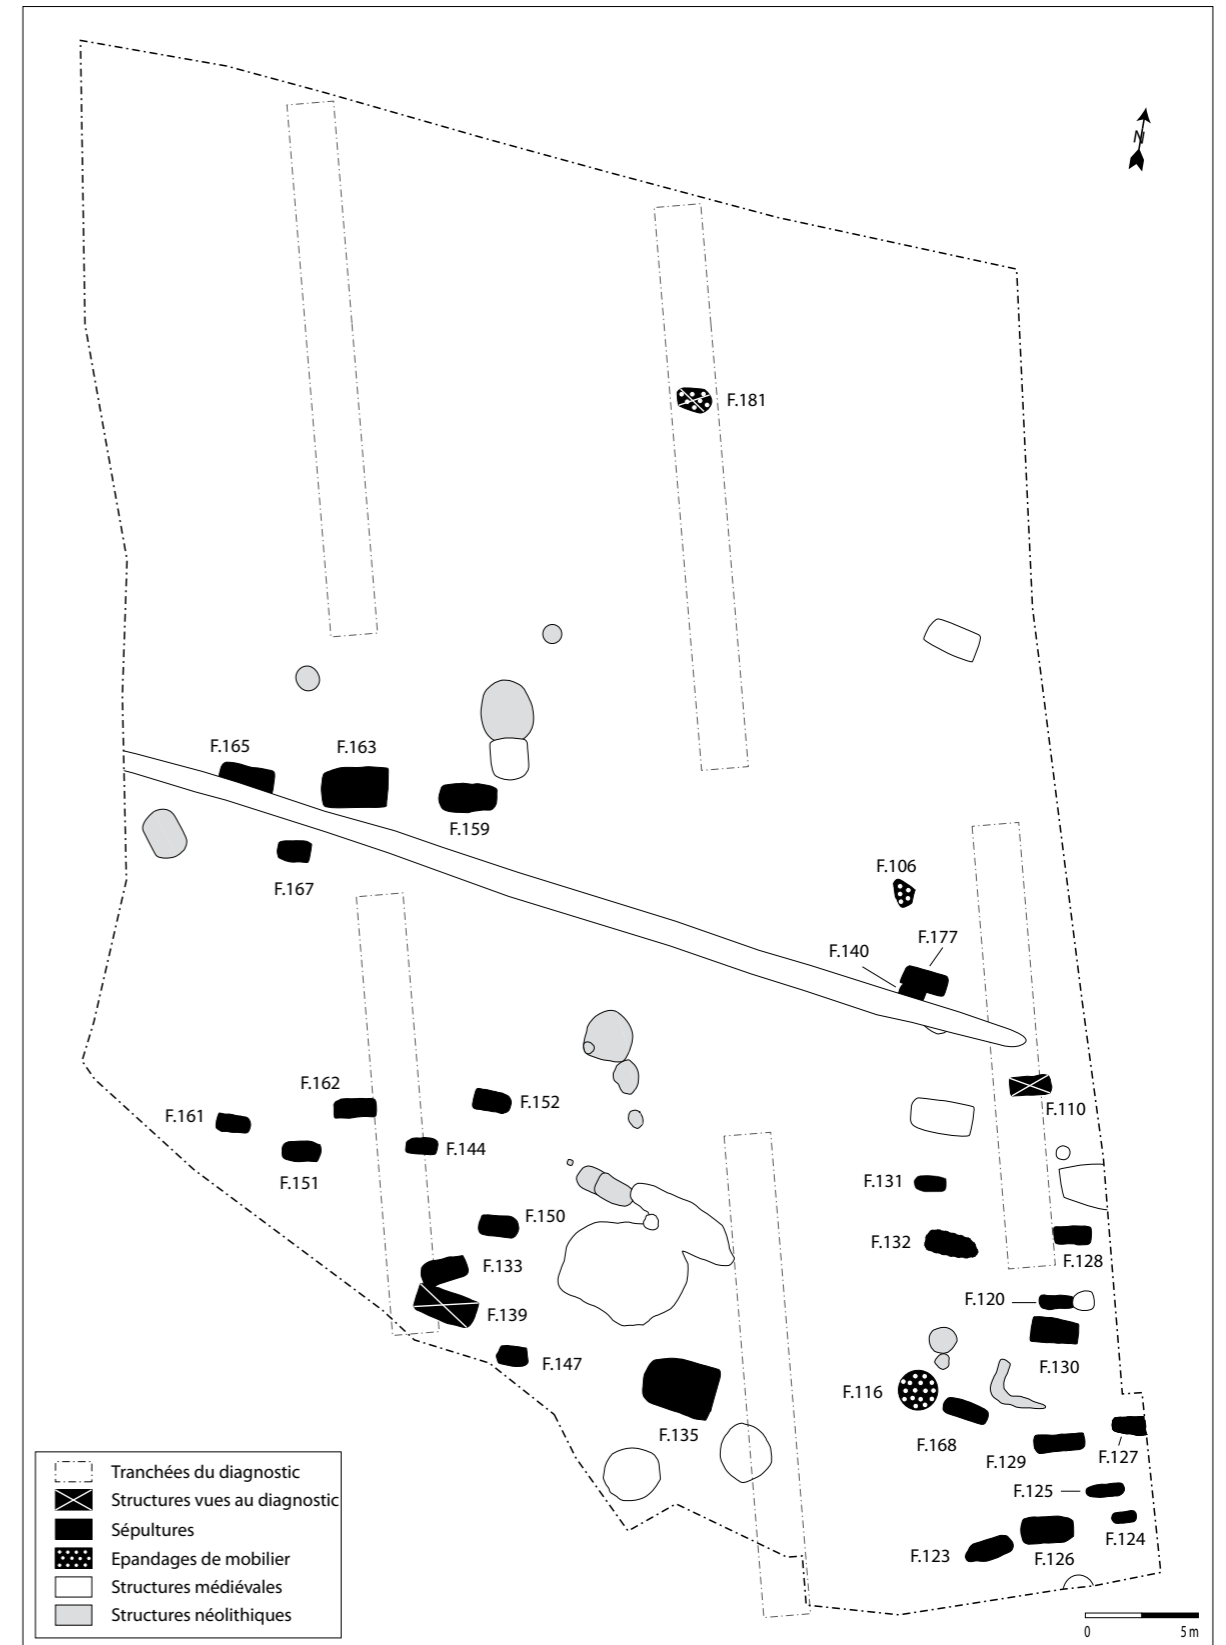 N
F.181
F.165
F.163
F.159
F.167
F.106
F.177
F.140
F.110
F.162
F.152
F.161
F.144
F.151
F.131
F.150
F.132
F.128
F.133
F.120
F.139
F.147
F.130
F.116
F.135
F.168
F.127
F.129
F.125
F.124
F.123
F.126
Tranchées du diagnostic
Structures vues au diagnostic
Sépultures
Epandages de mobilier
Structures médiévales
Structures néolithiques
0 5 m